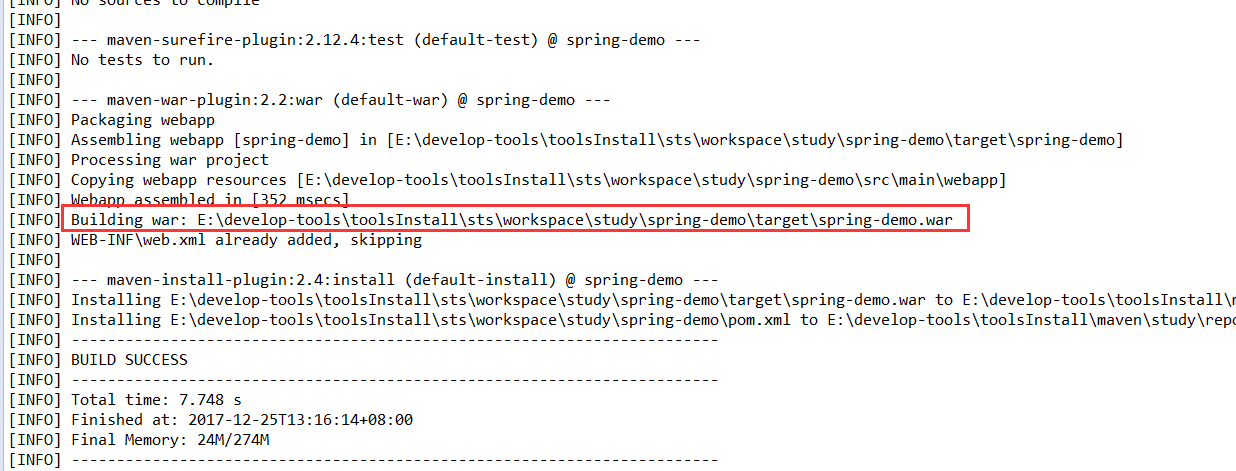 [INFO] No sources to compile
[INFO]
[INFO] --- maven-surefire-plugin:2.12.4:test (default-test) @ spring-demo ---
[INFO] No tests to run.
[INFO]
[INFO] --- maven-war-plugin:2.2:war (default-war) @ spring-demo ---
[INFO] Packaging webapp
[INFO] Assembling webapp [spring-demo] in [E:\develop-tools\toolsInstall\sts\workspace\study\spring-demo\target\spring-demo]
[INFO] Processing war project
[INFO] Copying webapp resources [E:\develop-tools\toolsInstall\sts\workspace\study\spring-demo\src\main\webapp]
[INFO] Webapp assembled in [352 msecs]
[INFO] Building war: E:\develop-tools\toolsInstall\sts\workspace\study\spring-demo\target\spring-demo.war
[INFO] WEB-INF\web.xml already added, skipping
[INFO]
[INFO] --- maven-install-plugin:2.4:install (default-install) @ spring-demo ---
[INFO] Installing E:\develop-tools\toolsInstall\sts\workspace\study\spring-demo\target\spring-demo.war to E:\develop-tools\toolsInstall\
[INFO] Installing E:\develop-tools\toolsInstall\sts\workspace\study\spring-demo\pom.xml to E:\develop-tools\toolsInstall\maven\study\repo
[INFO] ------------------------------------------------------------------------
[INFO] BUILD SUCCESS
[INFO] ------------------------------------------------------------------------
[INFO] Total time: 7.748 s
[INFO] Finished at: 2017-12-25T13:16:14+08:00
[INFO] Final Memory: 24M/274M
[INFO] ------------------------------------------------------------------------